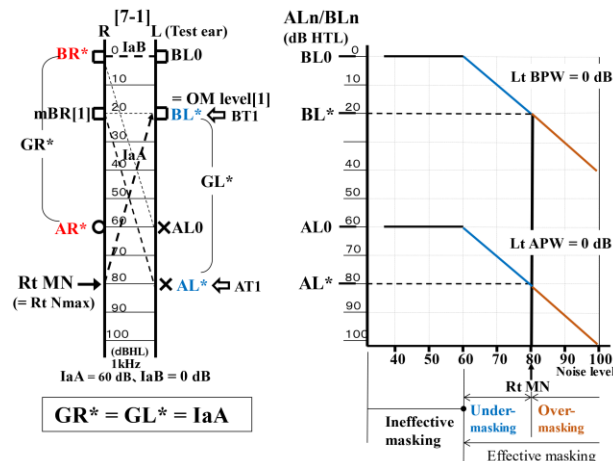 [7-1]
R L (Test ear)
IaB
BR* 0 BL0
10
= OM level[1]
mBR[1] 20 BL* BT1
30
GR* IaA
40 GL*
50
AR* 60 AL0
70
Rt MN 80 AL* AT1
(= Rt Nmax)
90
100
(dBHL)
1kHz
IaA = 60 dB、IaB = 0 dB
GR* = GL* = IaA
ALn/BLn
(dB HTL)
BL0 0
Lt BPW = 0 dB
10
BL* 20
30
40
50
AL0 60
Lt APW = 0 dB
70
AL* 80
90
100
40 50 60 70 80 90 100
Noise level
Rt MN
Ineffective
masking
Under-
masking
Over-
masking
Effective masking